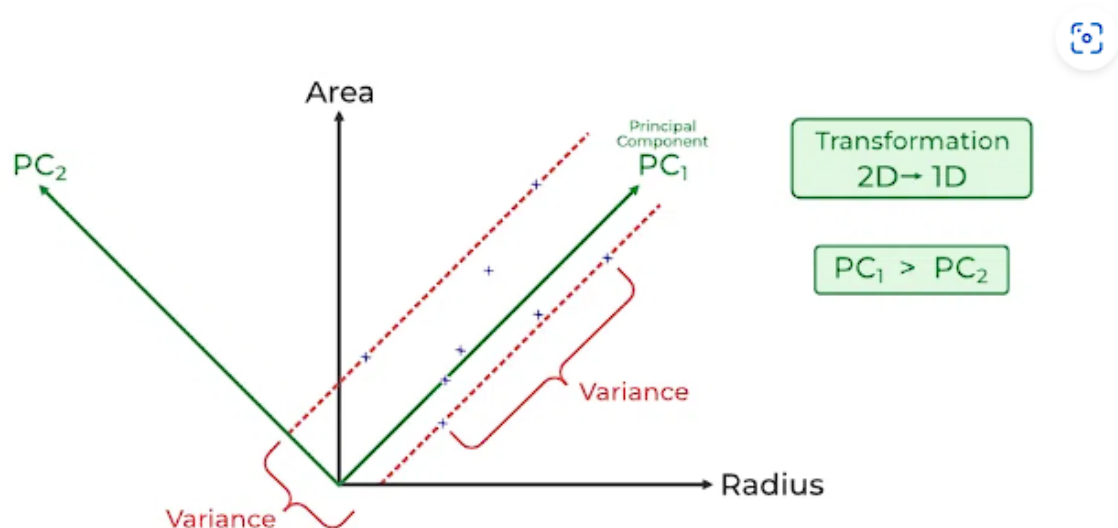 Area
Principal
Component
PC₁
PC₂
Transformation
2D→ 1D
PC₁ > PC₂
Variance
Radius
Variance